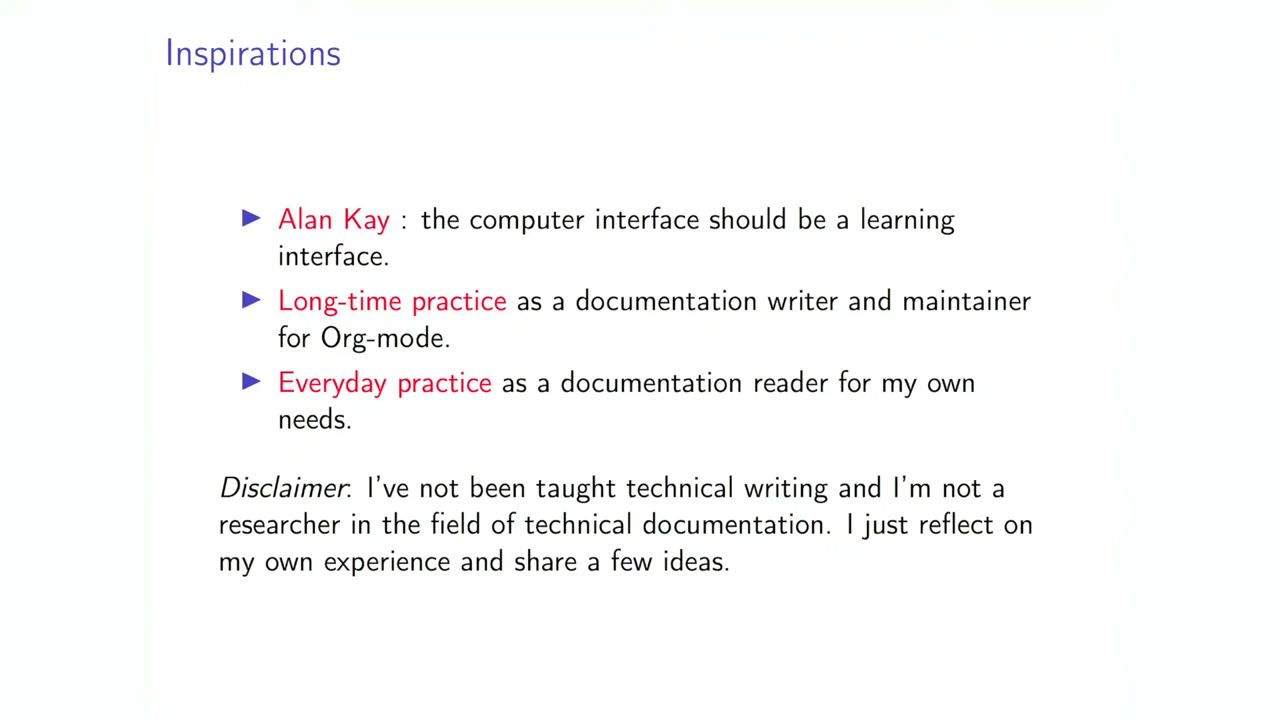 Inspirations
Alan Kay : the computer interface should be a learning
interface.
Long-time practice as a documentation writer and maintainer
for Org-mode.
Everyday practice as a documentation reader for my own
needs.
Disclaimer: I've not been taught technical writing and I'm not a
researcher in the field of technical documentation. I just reflect on
my own experience and share a few ideas.